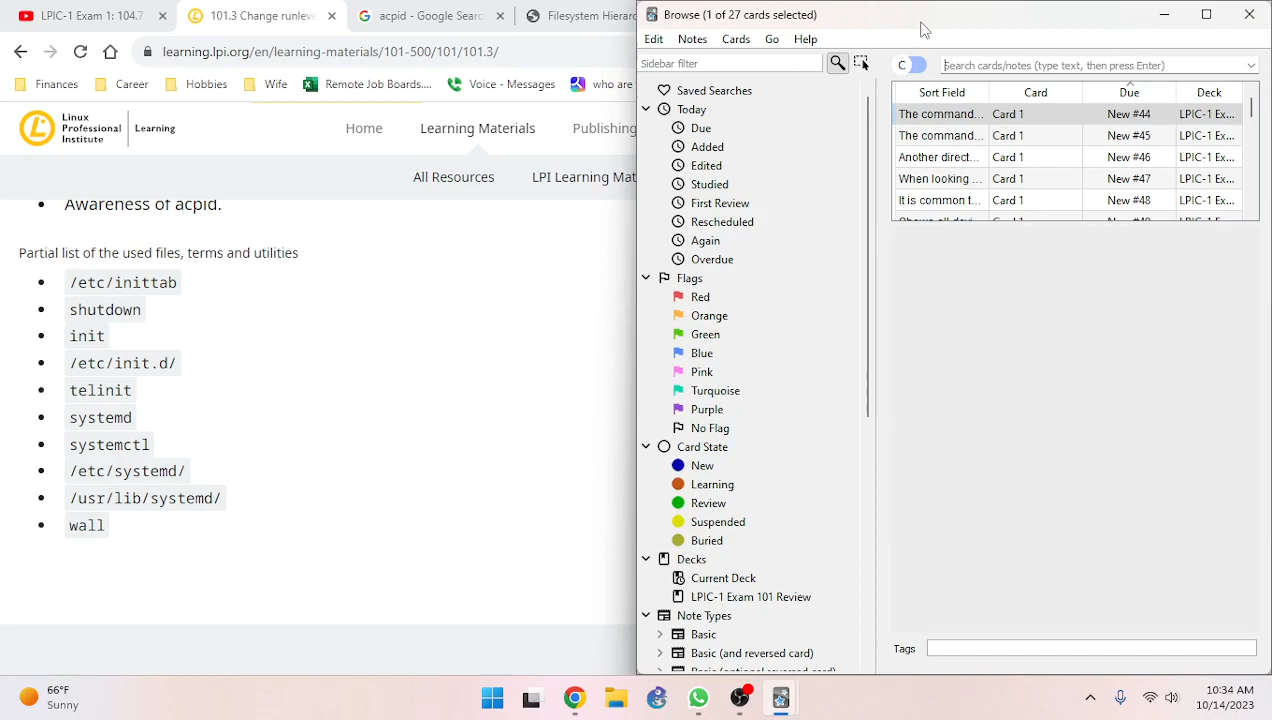 LPIC-1 Exam 1: 104.7
101.3 Change runleve
acpid - Google Searc
Filesystem Hierar
learning.lpi.org/en/learning-materials/101-500/101/101.3/
Finances
Career
Hobbies
Wife
Remote Job Boards....
Voice - Messages
who are
Linux
Professional
Institute
Learning
Home
Learning Materials
Publishing
All Resources
LPI Learning Mat
Awareness of acpid.
Partial list of the used files, terms and utilities
/etc/inittab
shutdown
init
/etc/init.d/
telinit
systemd
systemctl
/etc/systemd/
/usr/lib/systemd/
wall
Browse (1 of 27 cards selected)
Edit Notes Cards Go Help
Sidebar filter
Saved Searches
Today
Due
Added
Edited
Studied
First Review
Rescheduled
Again
Overdue
Flags
Red
Orange
Green
Blue
Pink
Turquoise
Purple
No Flag
Card State
New
Learning
Review
Suspended
Buried
Decks
Current Deck
LPIC-1 Exam 101 Review
Note Types
Basic
Basic (and reversed card)
Basic (optional reversed card)
C
Search cards/notes (type text, then press Enter)
Sort Field Card Due Deck
The command... Card 1 New #44 LPIC-1 Ex...
The command... Card 1 New #45 LPIC-1 Ex...
Another direct... Card 1 New #46 LPIC-1 Ex...
When looking ... Card 1 New #47 LPIC-1 Ex...
It is common t... Card 1 New #48 LPIC-1 Ex...
Tags
66°F
Sunny
10:34 AM
10/14/2023